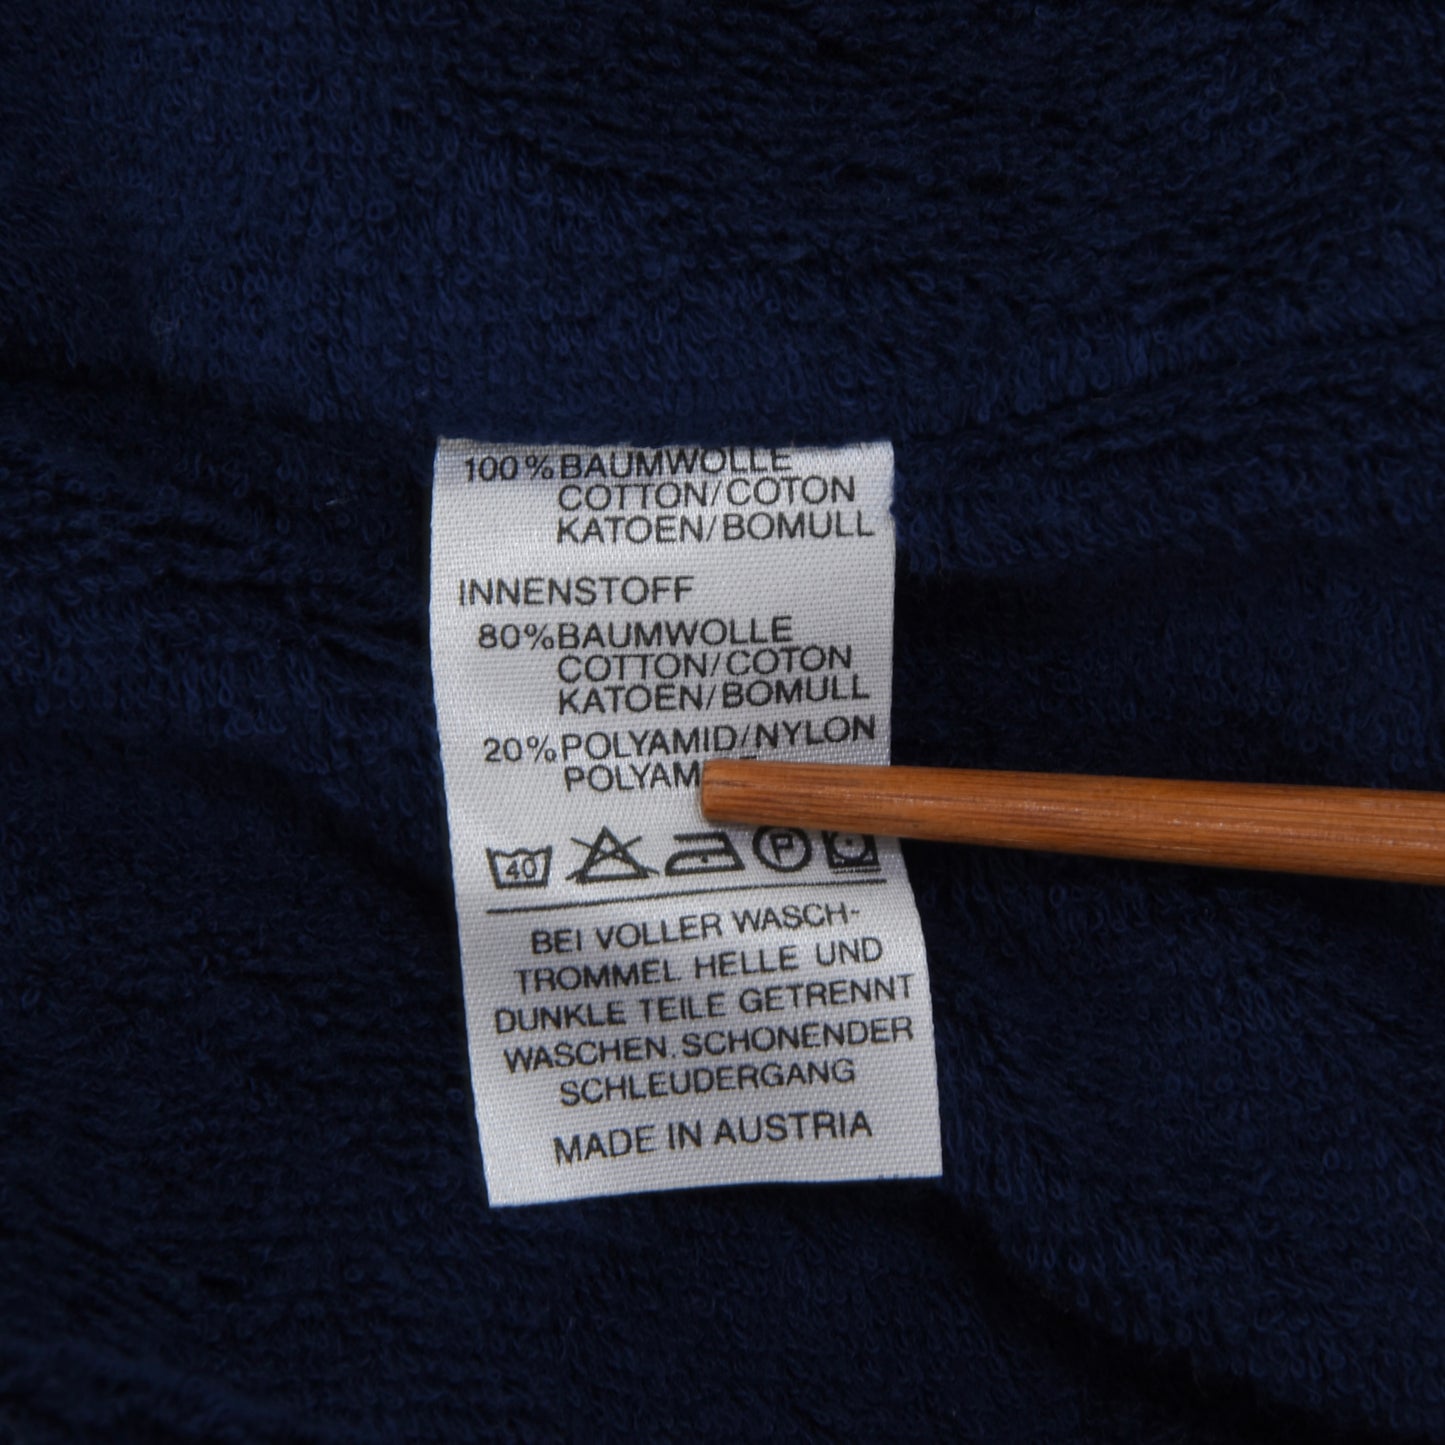 100% BAUMWOLLE
COTTON/COTON
KATOEN/BOMULL
INNENSTOFF
80% BAUMWOLLE
COTTON/COTON
KATOEN/BOMULL
20% POLYAMID/NYLON
40 P
BEI VOLLER WASCH-
TROMMEL HELLE UND
DUNKLE TEILE GETRENNT
WASCHEN. SCHONENDER
SCHLEUDERGANG
MADE IN AUSTRIA